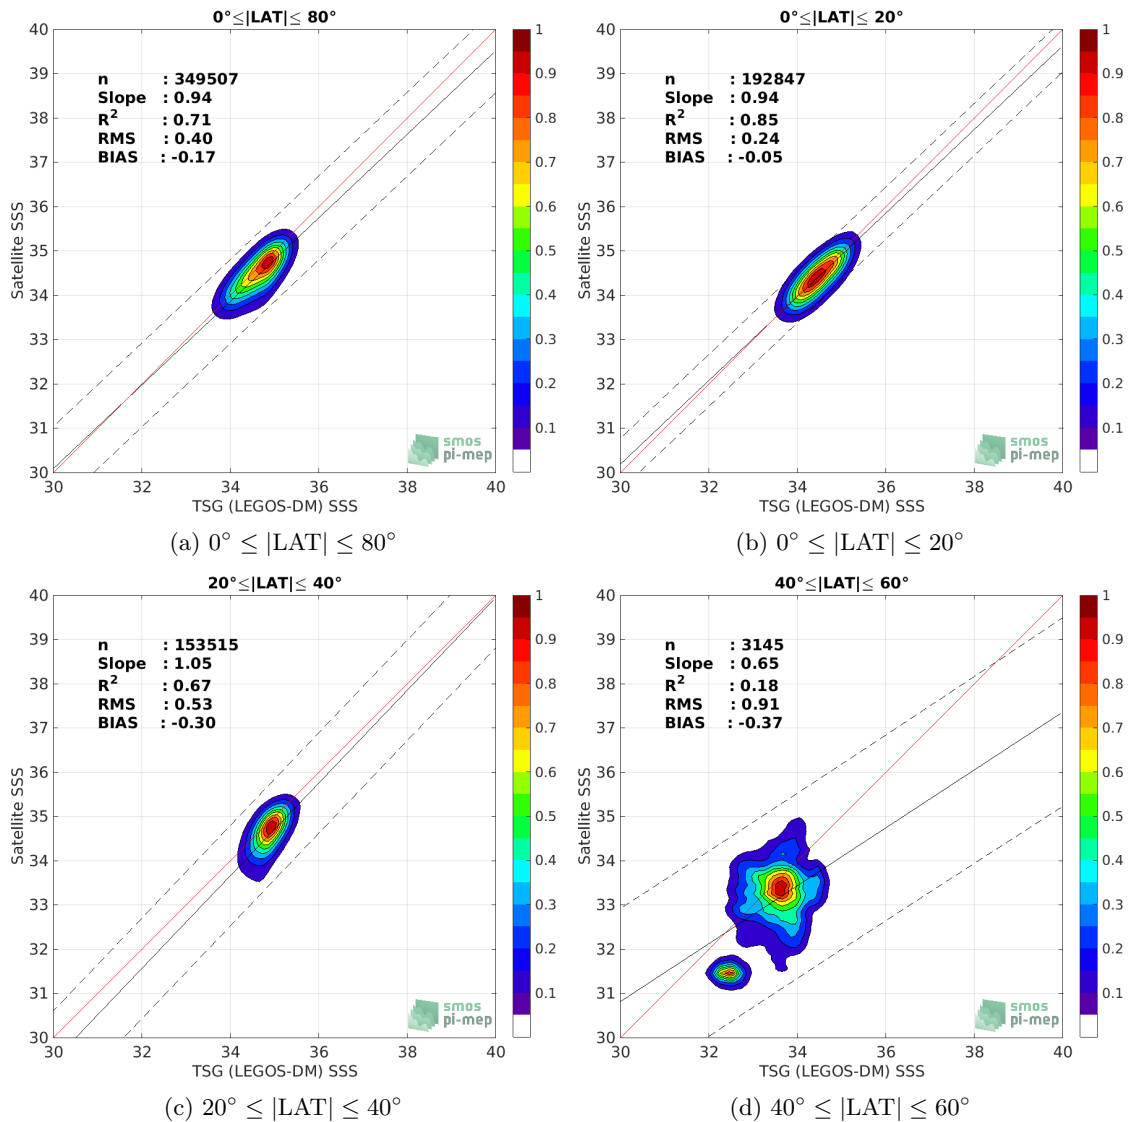 0°≤|LAT|≤ 80°
40
39
38
37
36
35
34
33
32
31
30
30 32 34 36 38 40
Satellite SSS
TSG (LEGOS-DM) SSS
n : 349507
Slope : 0.94
R² : 0.71
RMS : 0.40
BIAS : -0.17
smos
pi-mep
1
0.9
0.8
0.7
0.6
0.5
0.4
0.3
0.2
0.1
(a) 0° ≤ |LAT| ≤ 80°
0°≤|LAT|≤ 20°
40
39
38
37
36
35
34
33
32
31
30
30 32 34 36 38 40
Satellite SSS
TSG (LEGOS-DM) SSS
n : 192847
Slope : 0.94
R² : 0.85
RMS : 0.24
BIAS : -0.05
smos
pi-mep
1
0.9
0.8
0.7
0.6
0.5
0.4
0.3
0.2
0.1
(b) 0° ≤ |LAT| ≤ 20°
20°≤|LAT|≤ 40°
40
39
38
37
36
35
34
33
32
31
30
30 32 34 36 38 40
Satellite SSS
TSG (LEGOS-DM) SSS
n : 153515
Slope : 1.05
R² : 0.67
RMS : 0.53
BIAS : -0.30
smos
pi-mep
1
0.9
0.8
0.7
0.6
0.5
0.4
0.3
0.2
0.1
(c) 20° ≤ |LAT| ≤ 40°
40°≤|LAT|≤ 60°
40
39
38
37
36
35
34
33
32
31
30
30 32 34 36 38 40
Satellite SSS
TSG (LEGOS-DM) SSS
n : 3145
Slope : 0.65
R² : 0.18
RMS : 0.91
BIAS : -0.37
smos
pi-mep
1
0.9
0.8
0.7
0.6
0.5
0.4
0.3
0.2
0.1
(d) 40° ≤ |LAT| ≤ 60°